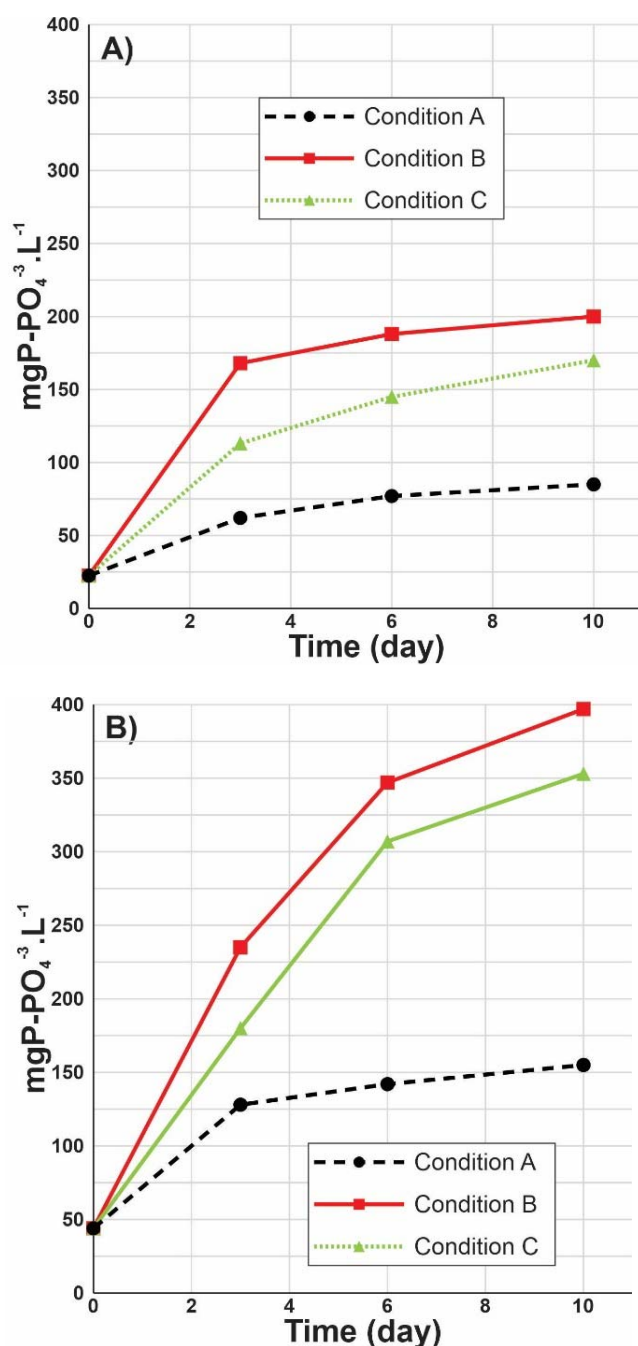 A)
Condition A
Condition B
Condition C
400
350
300
250
200
150
100
50
0
mgP-PO₄⁻³.L⁻¹
0 2 4 6 8 10
Time (day)
B)
400
350
300
250
200
150
100
50
0
mgP-PO₄⁻³.L⁻¹
Condition A
Condition B
Condition C
0 2 4 6 8 10
Time (day)